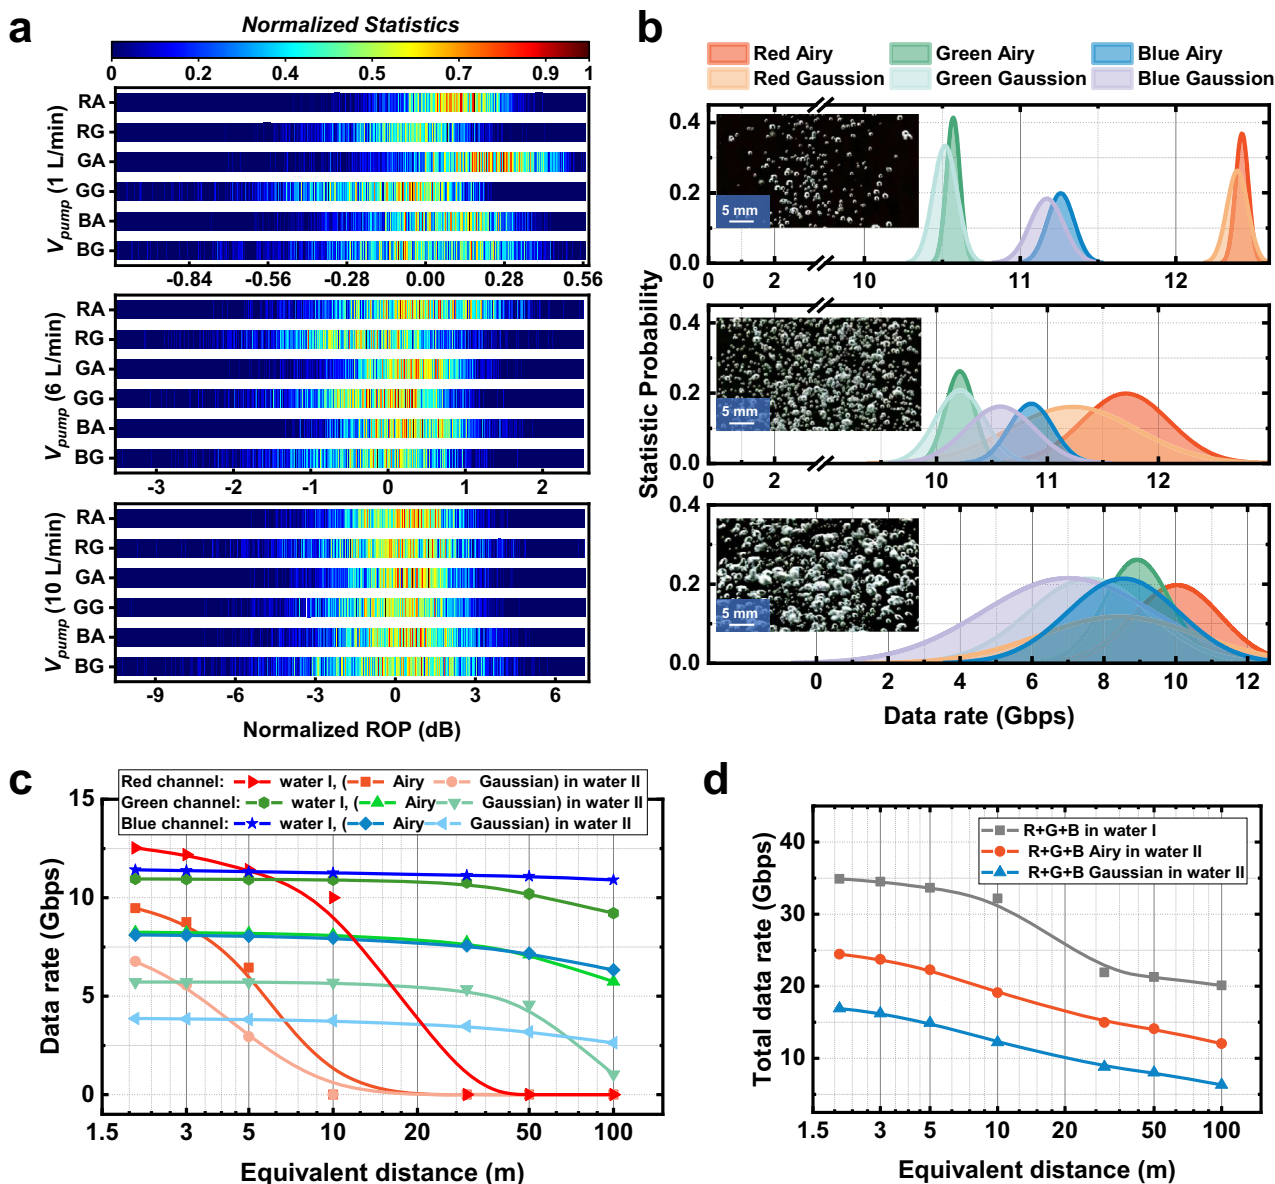 a
Normalized Statistics
0 0.2 0.4 0.6 0.7 0.9 1
V_pump (1 L/min)
RA
RG
GA
GG
BA
BG
-0.84 -0.56 -0.28 0.00 0.28 0.56
V_pump (6 L/min)
RA
RG
GA
GG
BA
BG
-3 -2 -1 0 1 2
V_pump (10 L/min)
RA
RG
GA
GG
BA
BG
-9 -6 -3 0 3 6
Normalized ROP (dB)
b
Red Airy Green Airy Blue Airy
Red Gaussion Green Gaussion Blue Gaussion
Statistic Probability
0.4
0.2
0.0
5 mm
0 2 10 11 12
0.4
0.2
0.0
5 mm
0 2 10 11 12
0.4
0.2
0.0
5 mm
0 2 4 6 8 10 12
Data rate (Gbps)
c
Red channel: water I, ( Airy Gaussian) in water II
Green channel: water I, ( Airy Gaussian) in water II
Blue channel: water I, ( Airy Gaussian) in water II
Data rate (Gbps)
15
10
5
0
1.5 3 5 10 20 50 100
Equivalent distance (m)
d
R+G+B in water I
R+G+B Airy in water II
R+G+B Gaussian in water II
Total data rate (Gbps)
40
30
20
10
1.5 3 5 10 20 50 100
Equivalent distance (m)